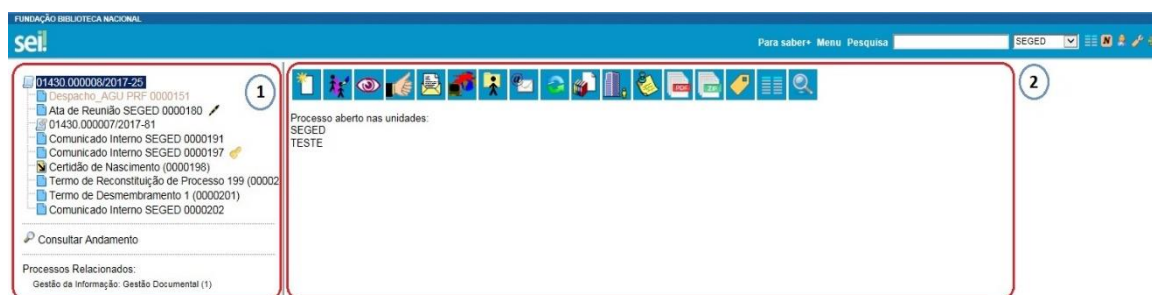 FUNDAÇÃO BIBLIOTECA NACIONAL
sei!
Para saber+ Menu Pesquisa
SEGED
N
01430.000008/2017-25
Despacho_AGU PRF 0000151
Ata de Reunião SEGED 0000180
01430.000007/2017-81
Comunicado Interno SEGED 0000191
Comunicado Interno SEGED 0000197
Certidão de Nascimento (0000198)
Termo de Reconstituição de Processo 199 (00002
Termo de Desmembramento 1 (0000201)
Comunicado Interno SEGED 0000202
Consultar Andamento
Processos Relacionados:
Gestão da Informação: Gestão Documental (1)
1
PDF
ZIP
Processo aberto nas unidades:
SEGED
TESTE
2